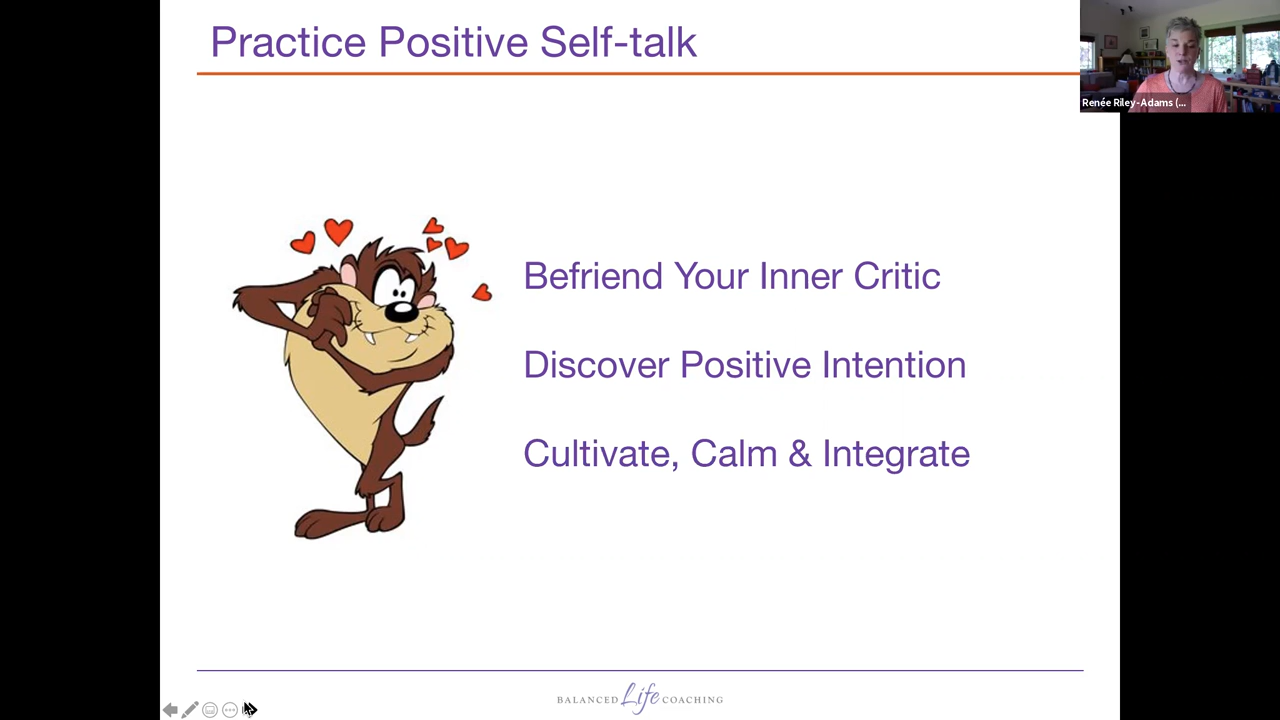 Practice Positive Self-talk
Renée Riley-Adams (...
Befriend Your Inner Critic
Discover Positive Intention
Cultivate, Calm & Integrate
BALANCED Life COACHING